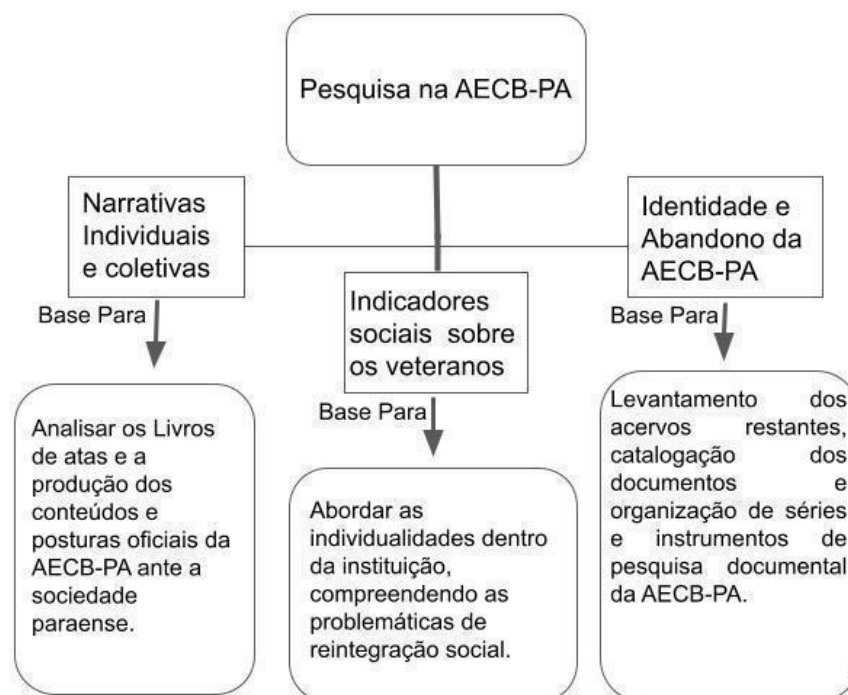 Pesquisa na AECB-PA
Narrativas
Individuais
e coletivas
Base Para
Analisar os Livros
de atas e a
produção dos
conteúdos e
posturas oficiais da
AECB-PA ante a
sociedade
paraense.
Indicadores
sociais sobre
os veteranos
Base Para
Abordar as
individualidades dentro
da instituição,
compreendendo as
problemáticas de
reintegração social.
Identidade e
Abandono da
AECB-PA
Base Para
Levantamento dos
acervos restantes,
catalogação dos
documentos e
organização de séries
e instrumentos de
pesquisa documental
da AECB-PA.